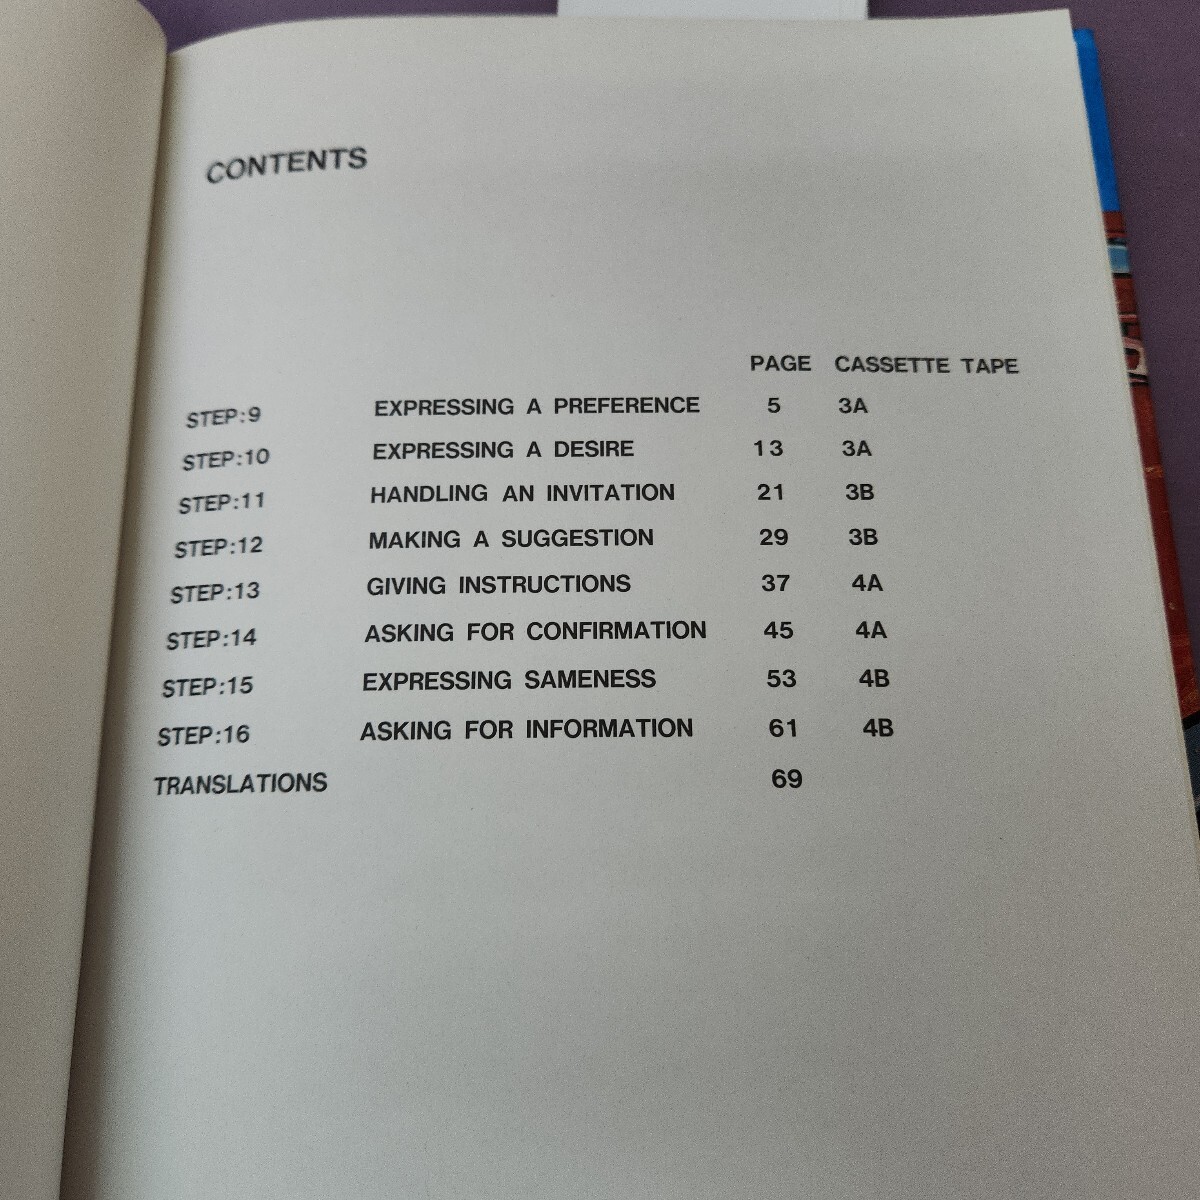 CONTENTS
PAGE CASSETTE TAPE
STEP:9 EXPRESSING A PREFERENCE 5 3A
STEP:10 EXPRESSING A DESIRE 13 3A
STEP:11 HANDLING AN INVITATION 21 3B
STEP:12 MAKING A SUGGESTION 29 3B
STEP:13 GIVING INSTRUCTIONS 37 4A
STEP:14 ASKING FOR CONFIRMATION 45 4A
STEP:15 EXPRESSING SAMENESS 53 4B
STEP:16 ASKING FOR INFORMATION 61 4B
TRANSLATIONS 69